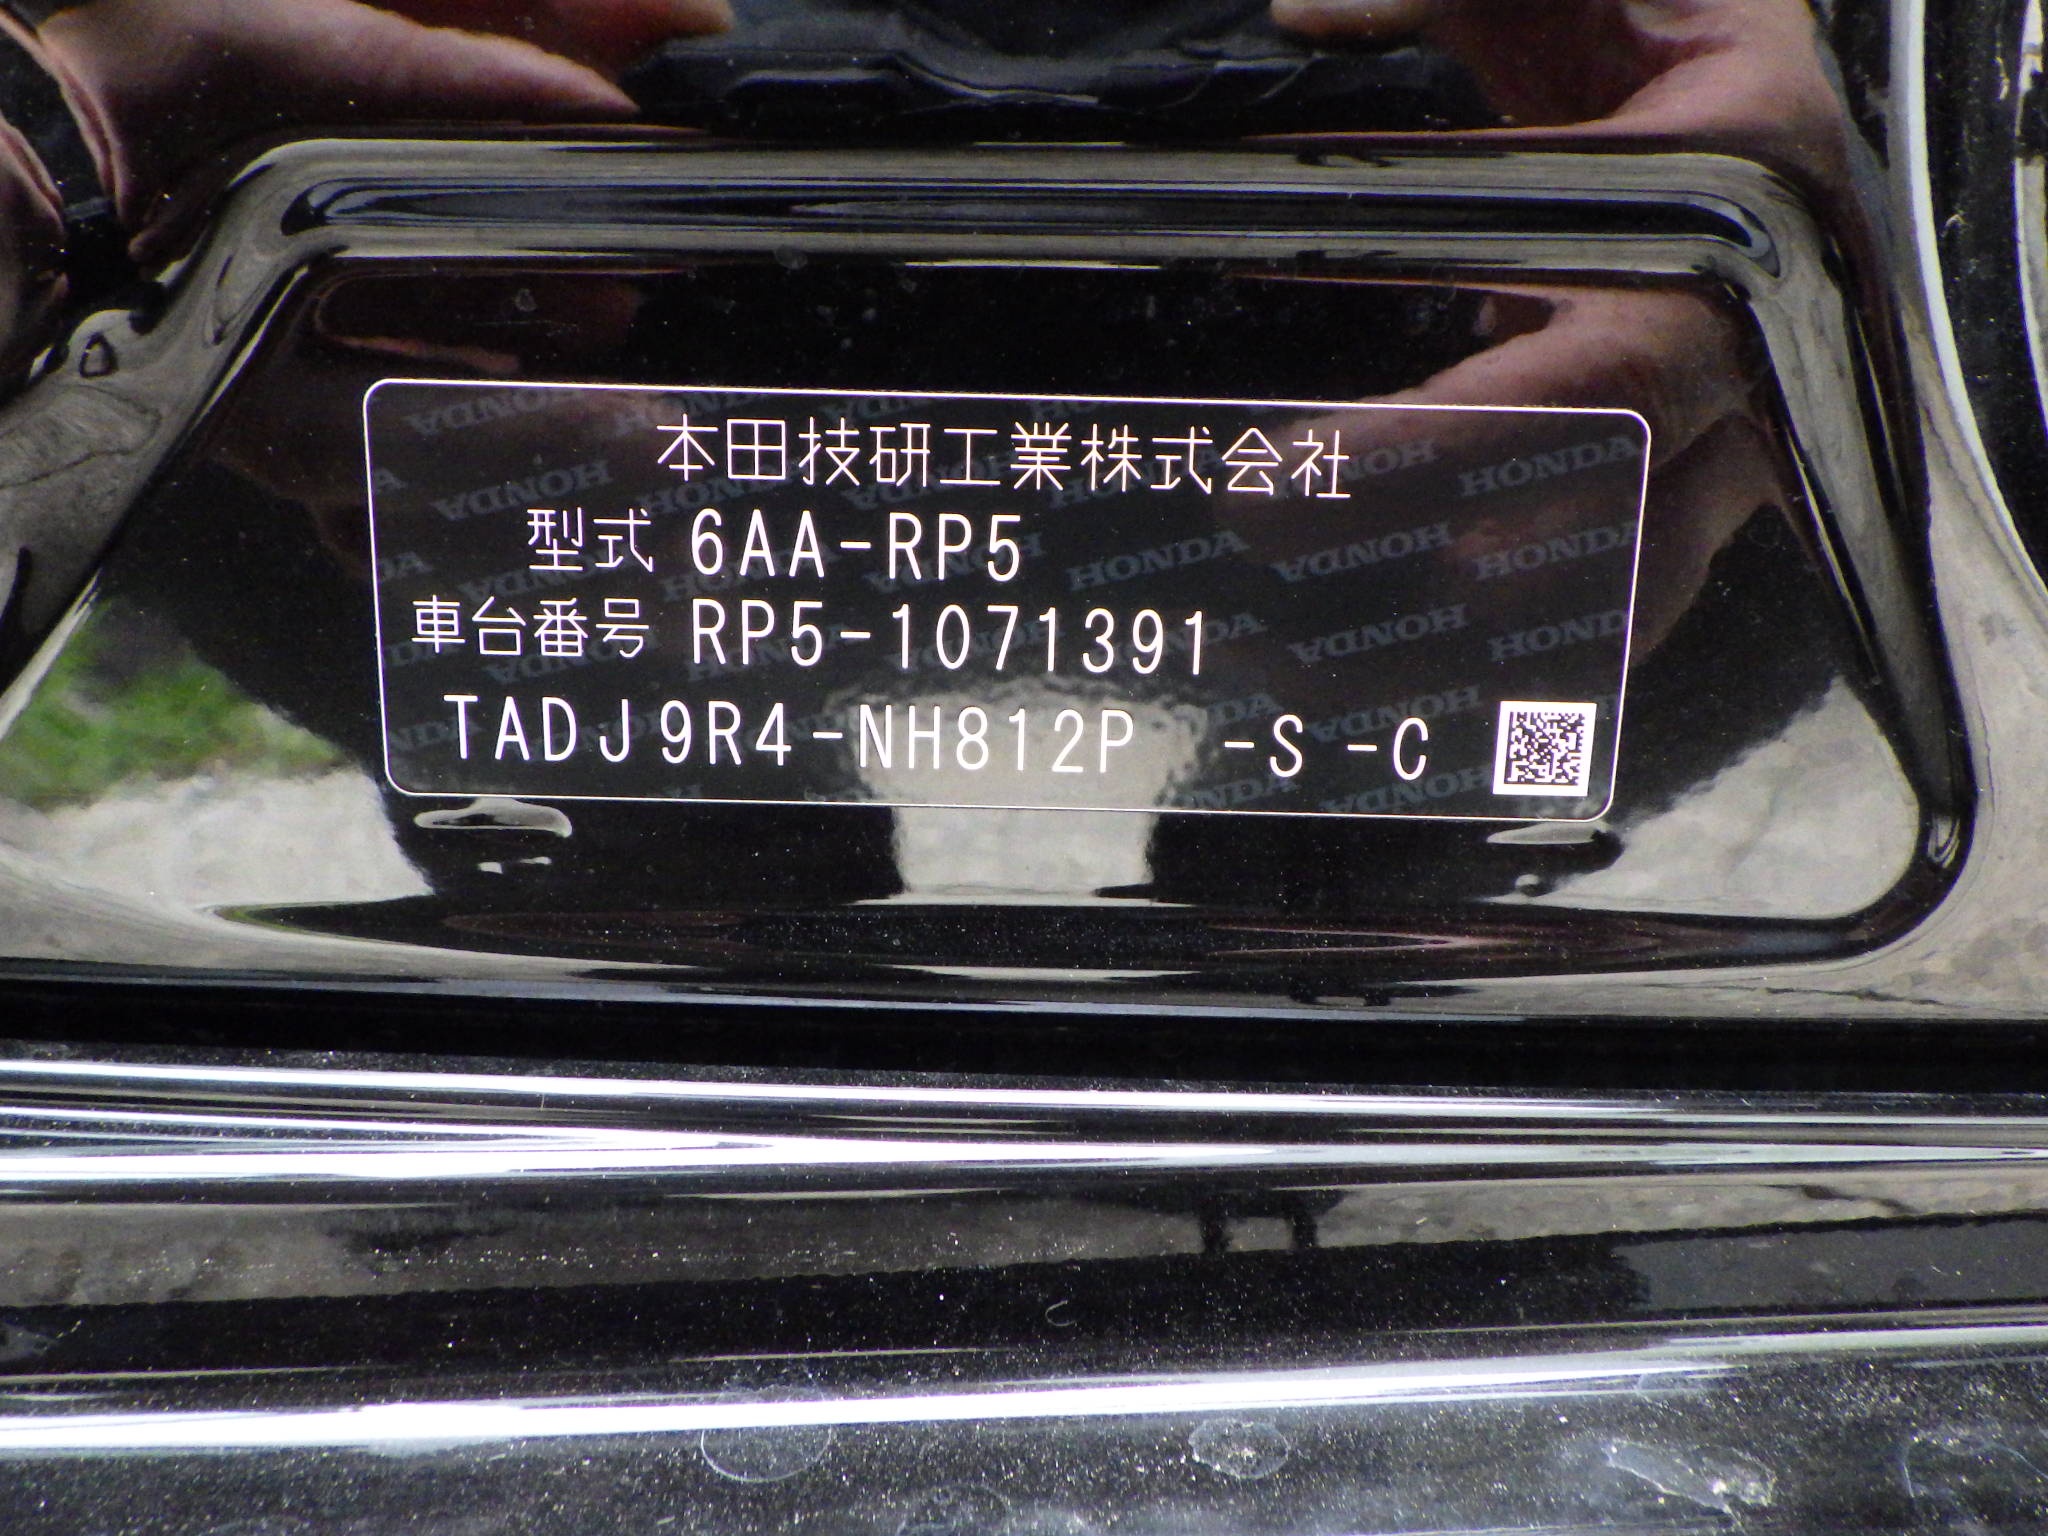 本田技研工業株式会社
型式 6AA-RP5
車台番号 RP5-1071391
TADJ9R4-NH812P -S -C